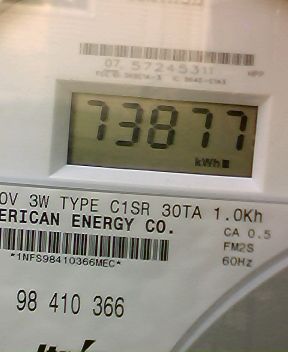 07 57245311
73877
kWh
0V 3W TYPE C1SR 30TA 1.0Kh
ERICAN ENERGY CO.
CA 0.5
FM2S
*1NFS98410366MEC*
60Hz
98 410 366